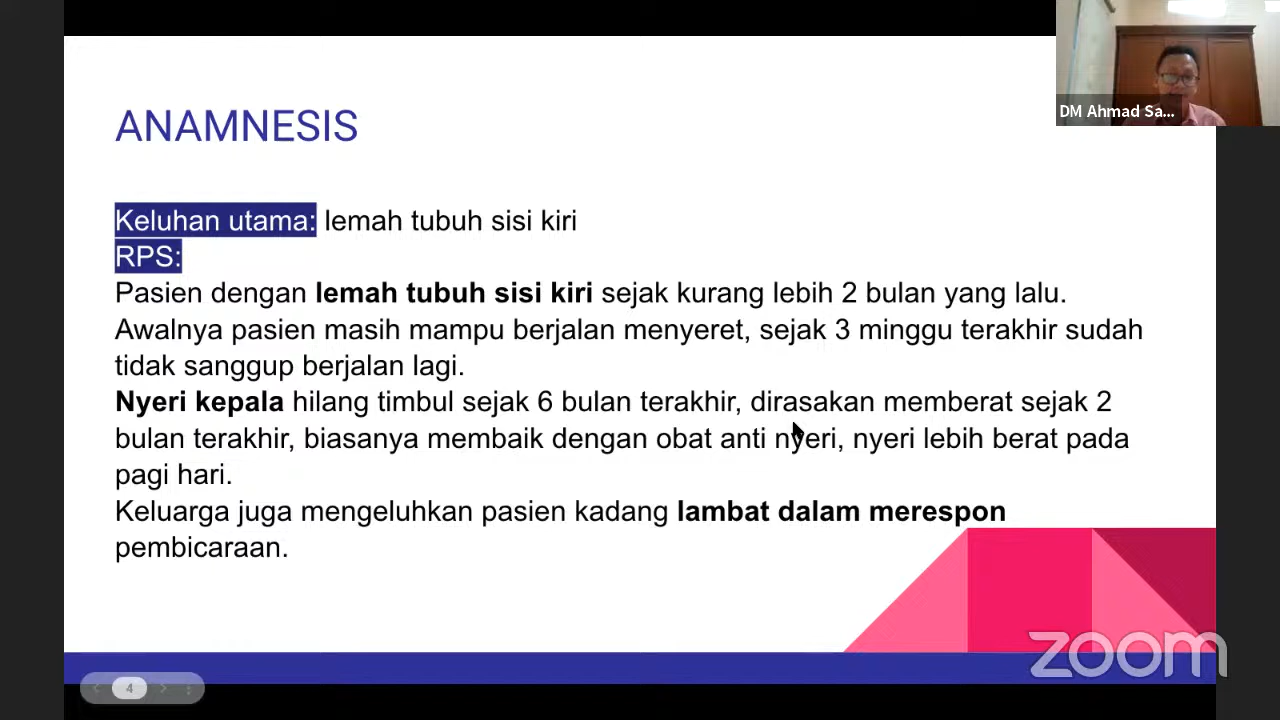 ANAMNESIS
DM Ahmad Sa...
Keluhan utama: lemah tubuh sisi kiri
RPS:
Pasien dengan lemah tubuh sisi kiri sejak kurang lebih 2 bulan yang lalu.
Awalnya pasien masih mampu berjalan menyeret, sejak 3 minggu terakhir sudah
tidak sanggup berjalan lagi.
Nyeri kepala hilang timbul sejak 6 bulan terakhir, dirasakan memberat sejak 2
bulan terakhir, biasanya membaik dengan obat anti nyeri, nyeri lebih berat pada
pagi hari.
Keluarga juga mengeluhkan pasien kadang lambat dalam merespon
pembicaraan.
zoom
4